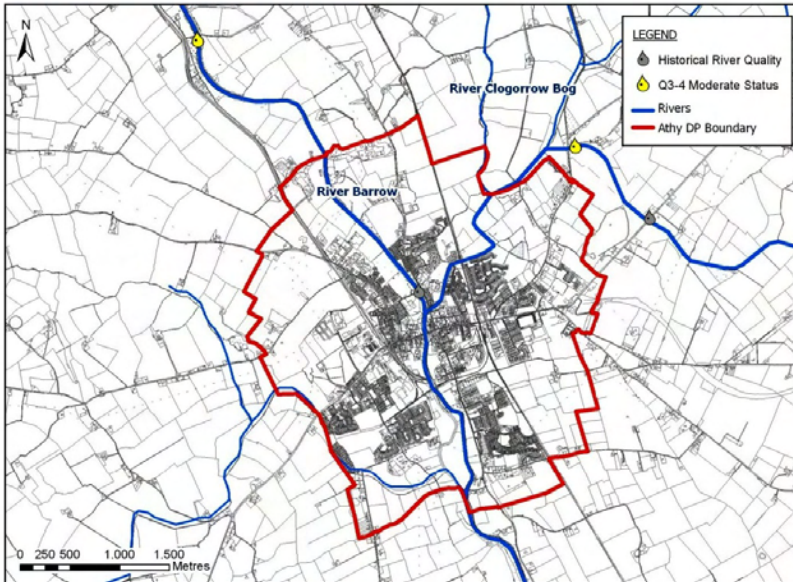 N
LEGEND
Historical River Quality
Q3-4 Moderate Status
Rivers
Athy DP Boundary
River Clogorrow Bog
River Barrow
0 250 500 1.000 1.500
Metres